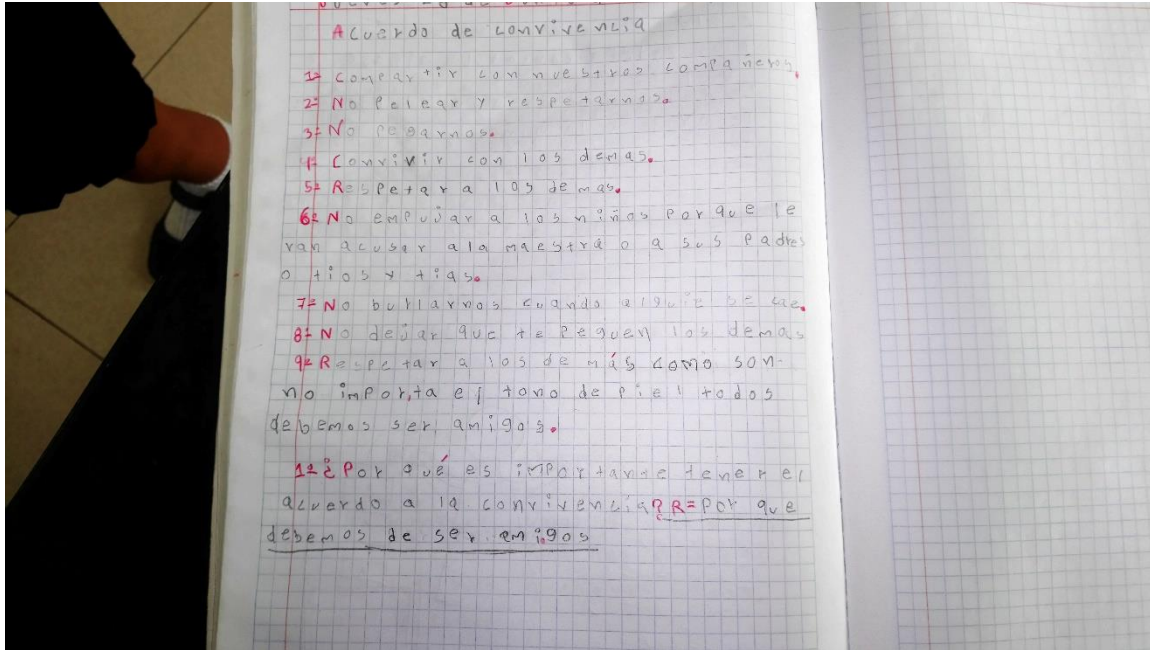 Acuerdo de convivencia
1= Compartir con nuestros compañeros.
2= No Pelear y respetarnos.
3= No Pegarnos.
4= Convivir con los demas.
5= Respetar a los demas.
6= No empujar a los niños Por que le
van acusar ala maestra o a sus Padres
o tios y tias.
7= No burlarnos cuando alguie se cae.
8= No dejar que te Peguen los demas
9= Respetar a los demás como son
no importa el tono de Piel todos
debemos ser amigos.
1= ¿Por qué es importante tener el
acuerdo a la convivencia? R= Por que
debemos de ser amigos